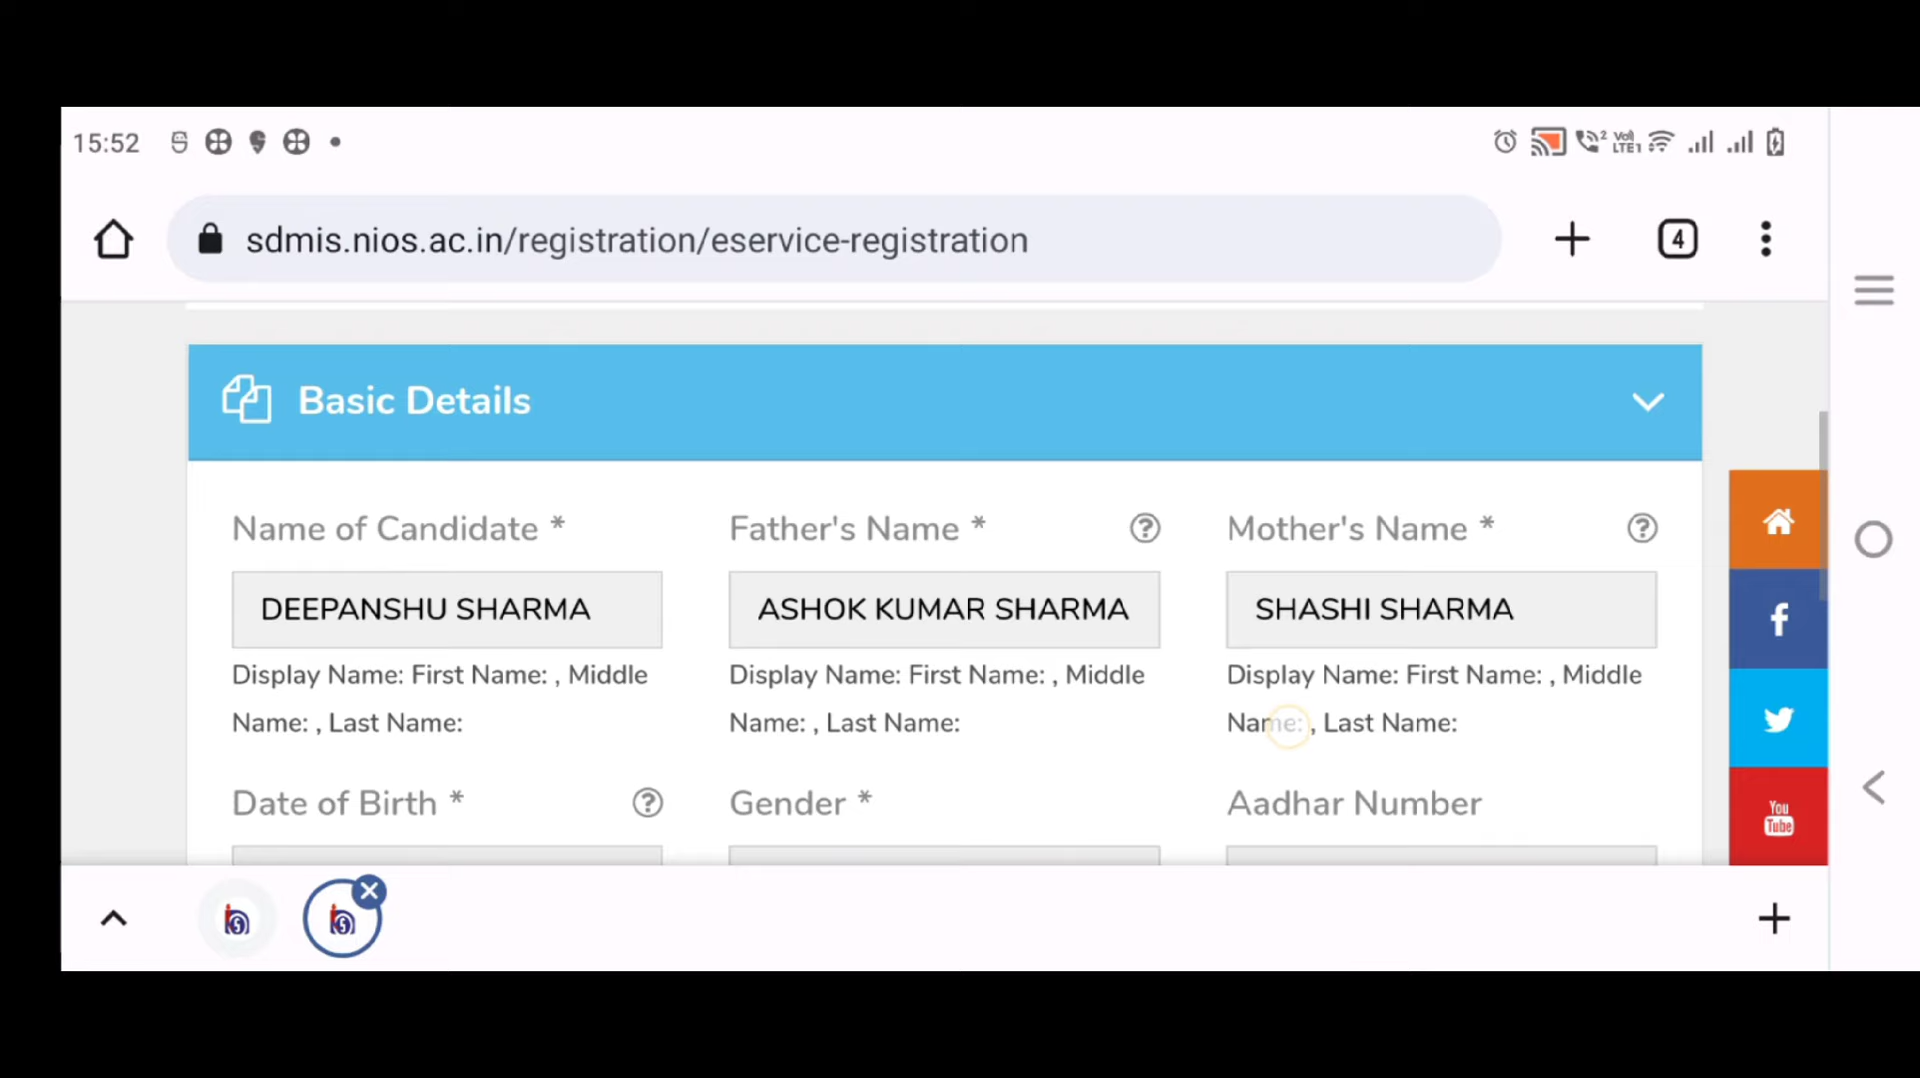 15:52
2
Vo)
LTE1
sdmis.nios.ac.in/registration/eservice-registration
4
Basic Details
Name of Candidate *
Father's Name *
Mother's Name *
DEEPANSHU SHARMA
ASHOK KUMAR SHARMA
SHASHI SHARMA
Display Name: First Name: , Middle
Name: , Last Name:
Display Name: First Name: , Middle
Name: , Last Name:
Display Name: First Name: , Middle
Name: , Last Name:
Date of Birth *
Gender *
Aadhar Number
You
Tube